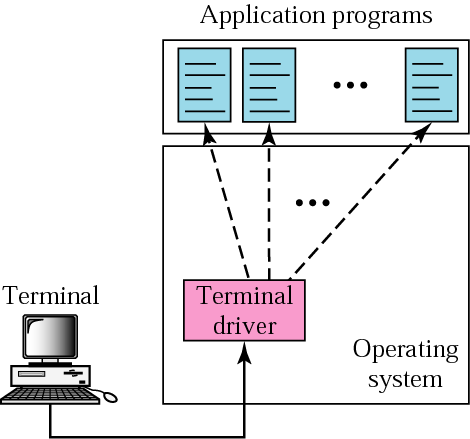 Application programs
Terminal
Terminal
driver
Operating
system